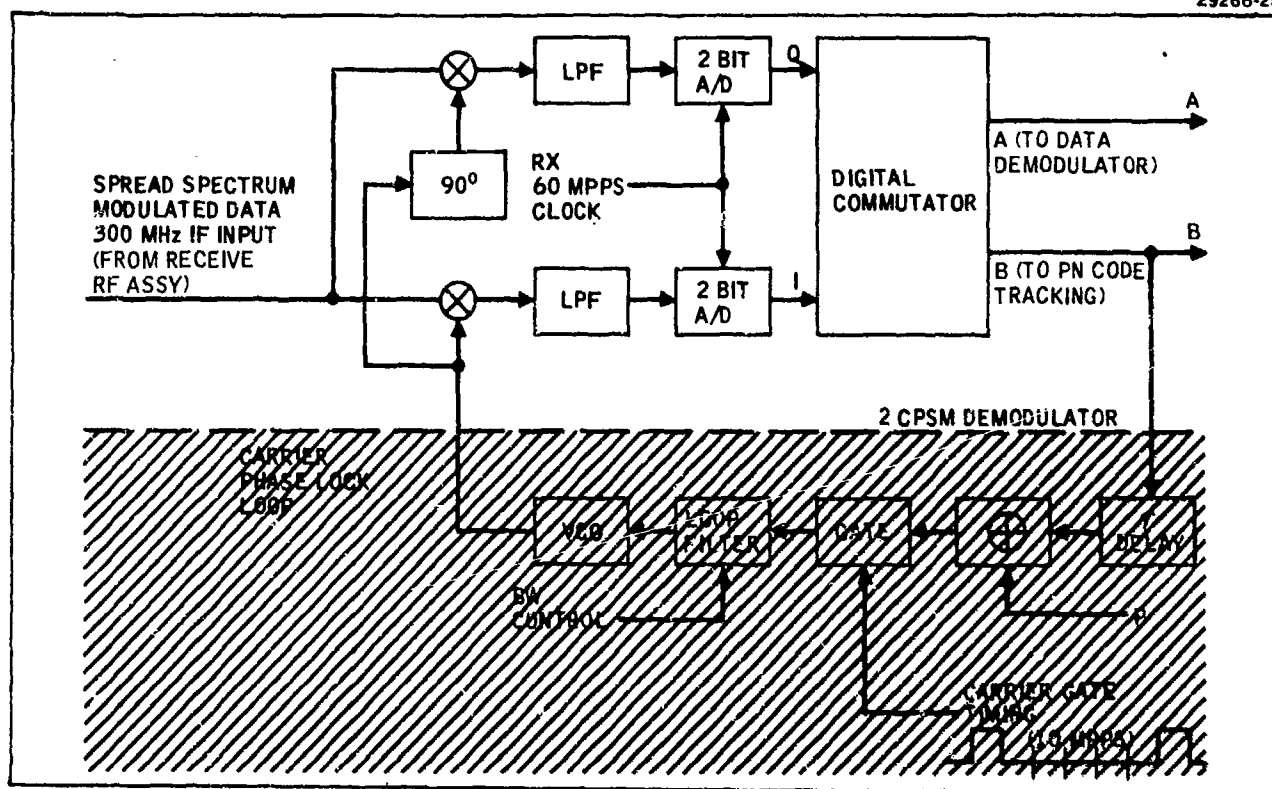 Q
LPF
2 BIT
A/D
A
A (TO DATA
DEMODULATOR)
90°
RX
60 MPPS
CLOCK
DIGITAL
COMMUTATOR
SPREAD SPECTRUM
MODULATED DATA
300 MHz IF INPUT
(FROM RECEIVE
RF ASSY)
B
B (TO PN CODE
TRACKING)
LPF
2 BIT
A/D
I
2 CPSM DEMODULATOR
CARRIER
PHASE LOCK
LOOP
VCO
LOOP
FILTER
GATE
DELAY
BW
CONTROL
CARRIER GATE
TIMING